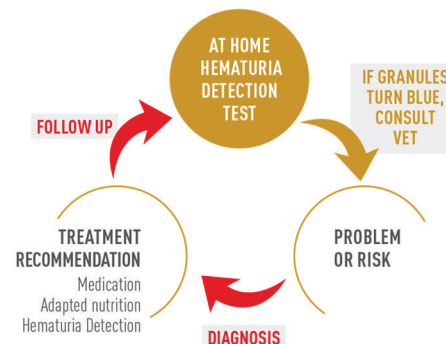 AT HOME
HEMATURIA
DETECTION
TEST
IF GRANULES
TURN BLUE,
CONSULT
VET
PROBLEM
OR RISK
DIAGNOSIS
TREATMENT
RECOMMENDATION
Medication
Adapted nutrition
Hematuria Detection
FOLLOW UP